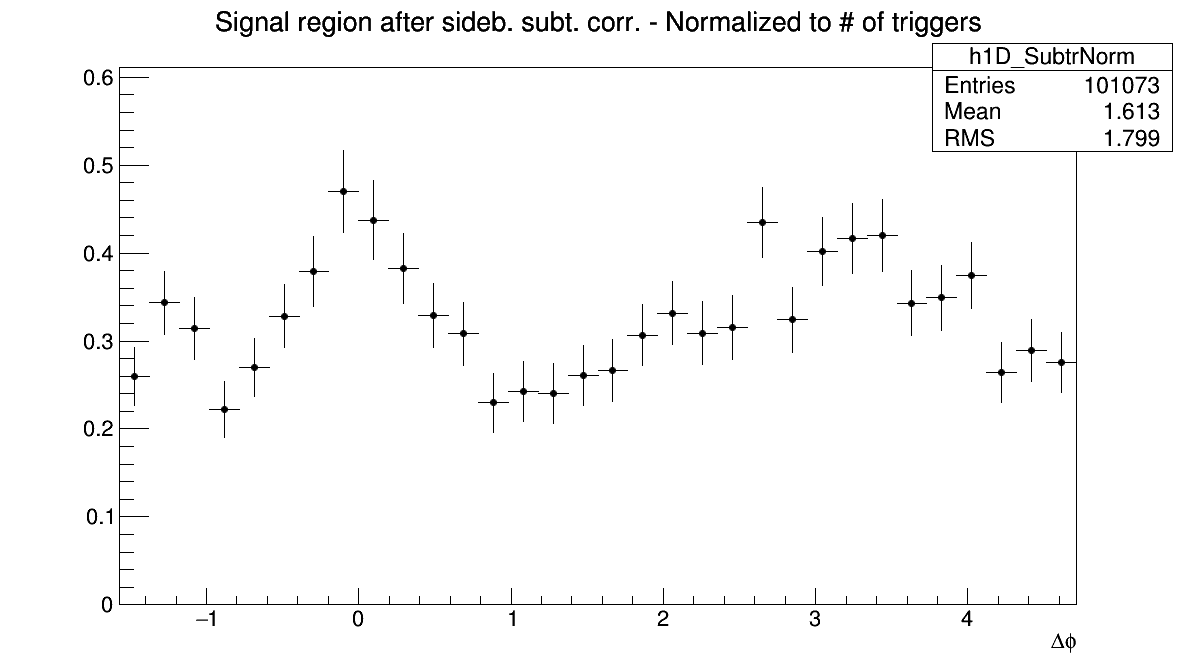 Signal region after sideb. subt. corr. - Normalized to # of triggers
h1D_SubtrNorm
Entries 101073
Mean 1.613
RMS 1.799
0.6
0.5
0.4
0.3
0.2
0.1
0
−1 0 1 2 3 4
Δϕ